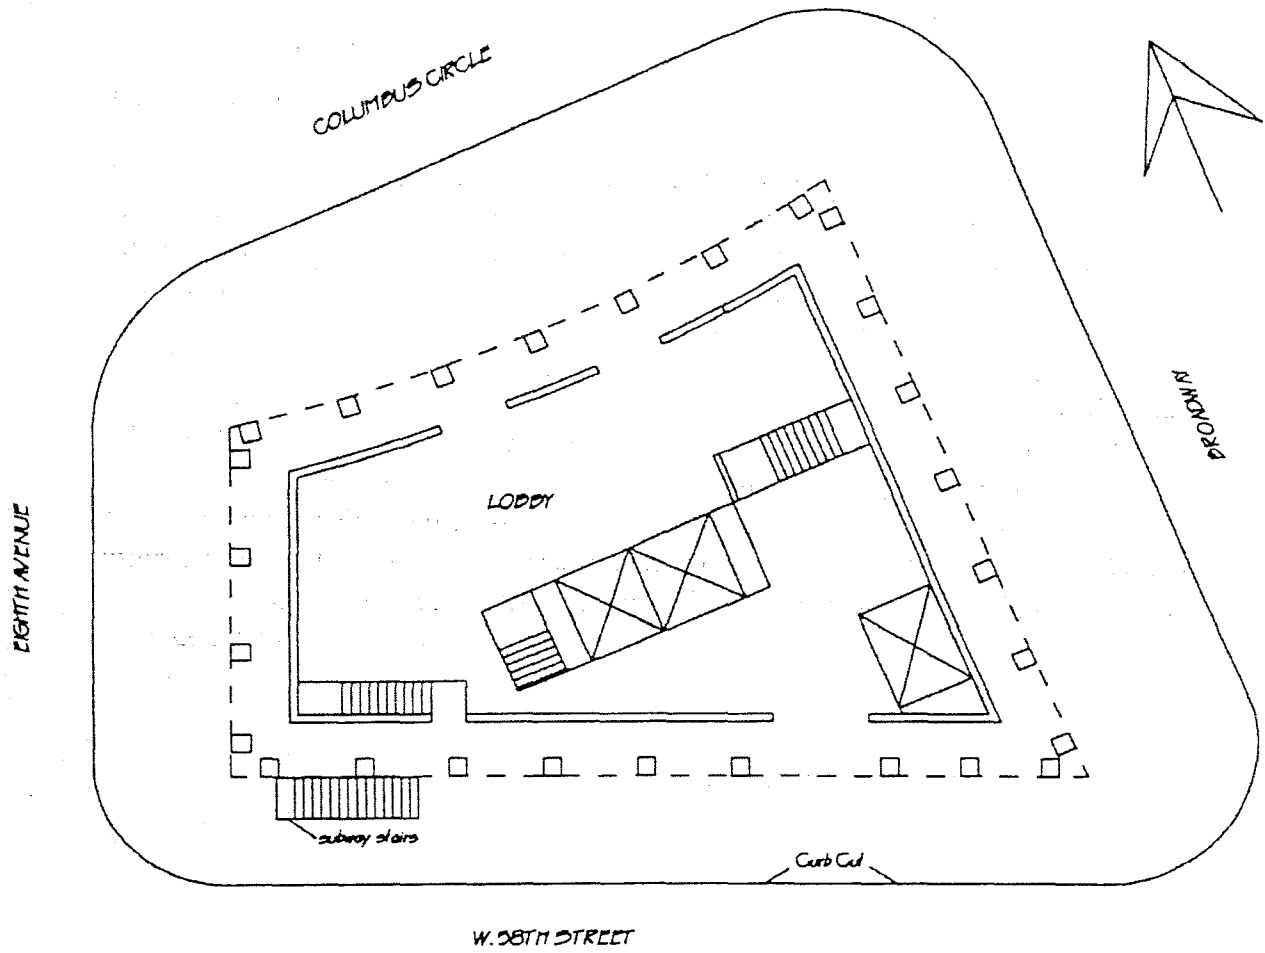 COLUMBUS CIRCLE
BROADWAY
LOBBY
EIGHTH AVENUE
subway stairs
Curb Cut
W. 58TH STREET